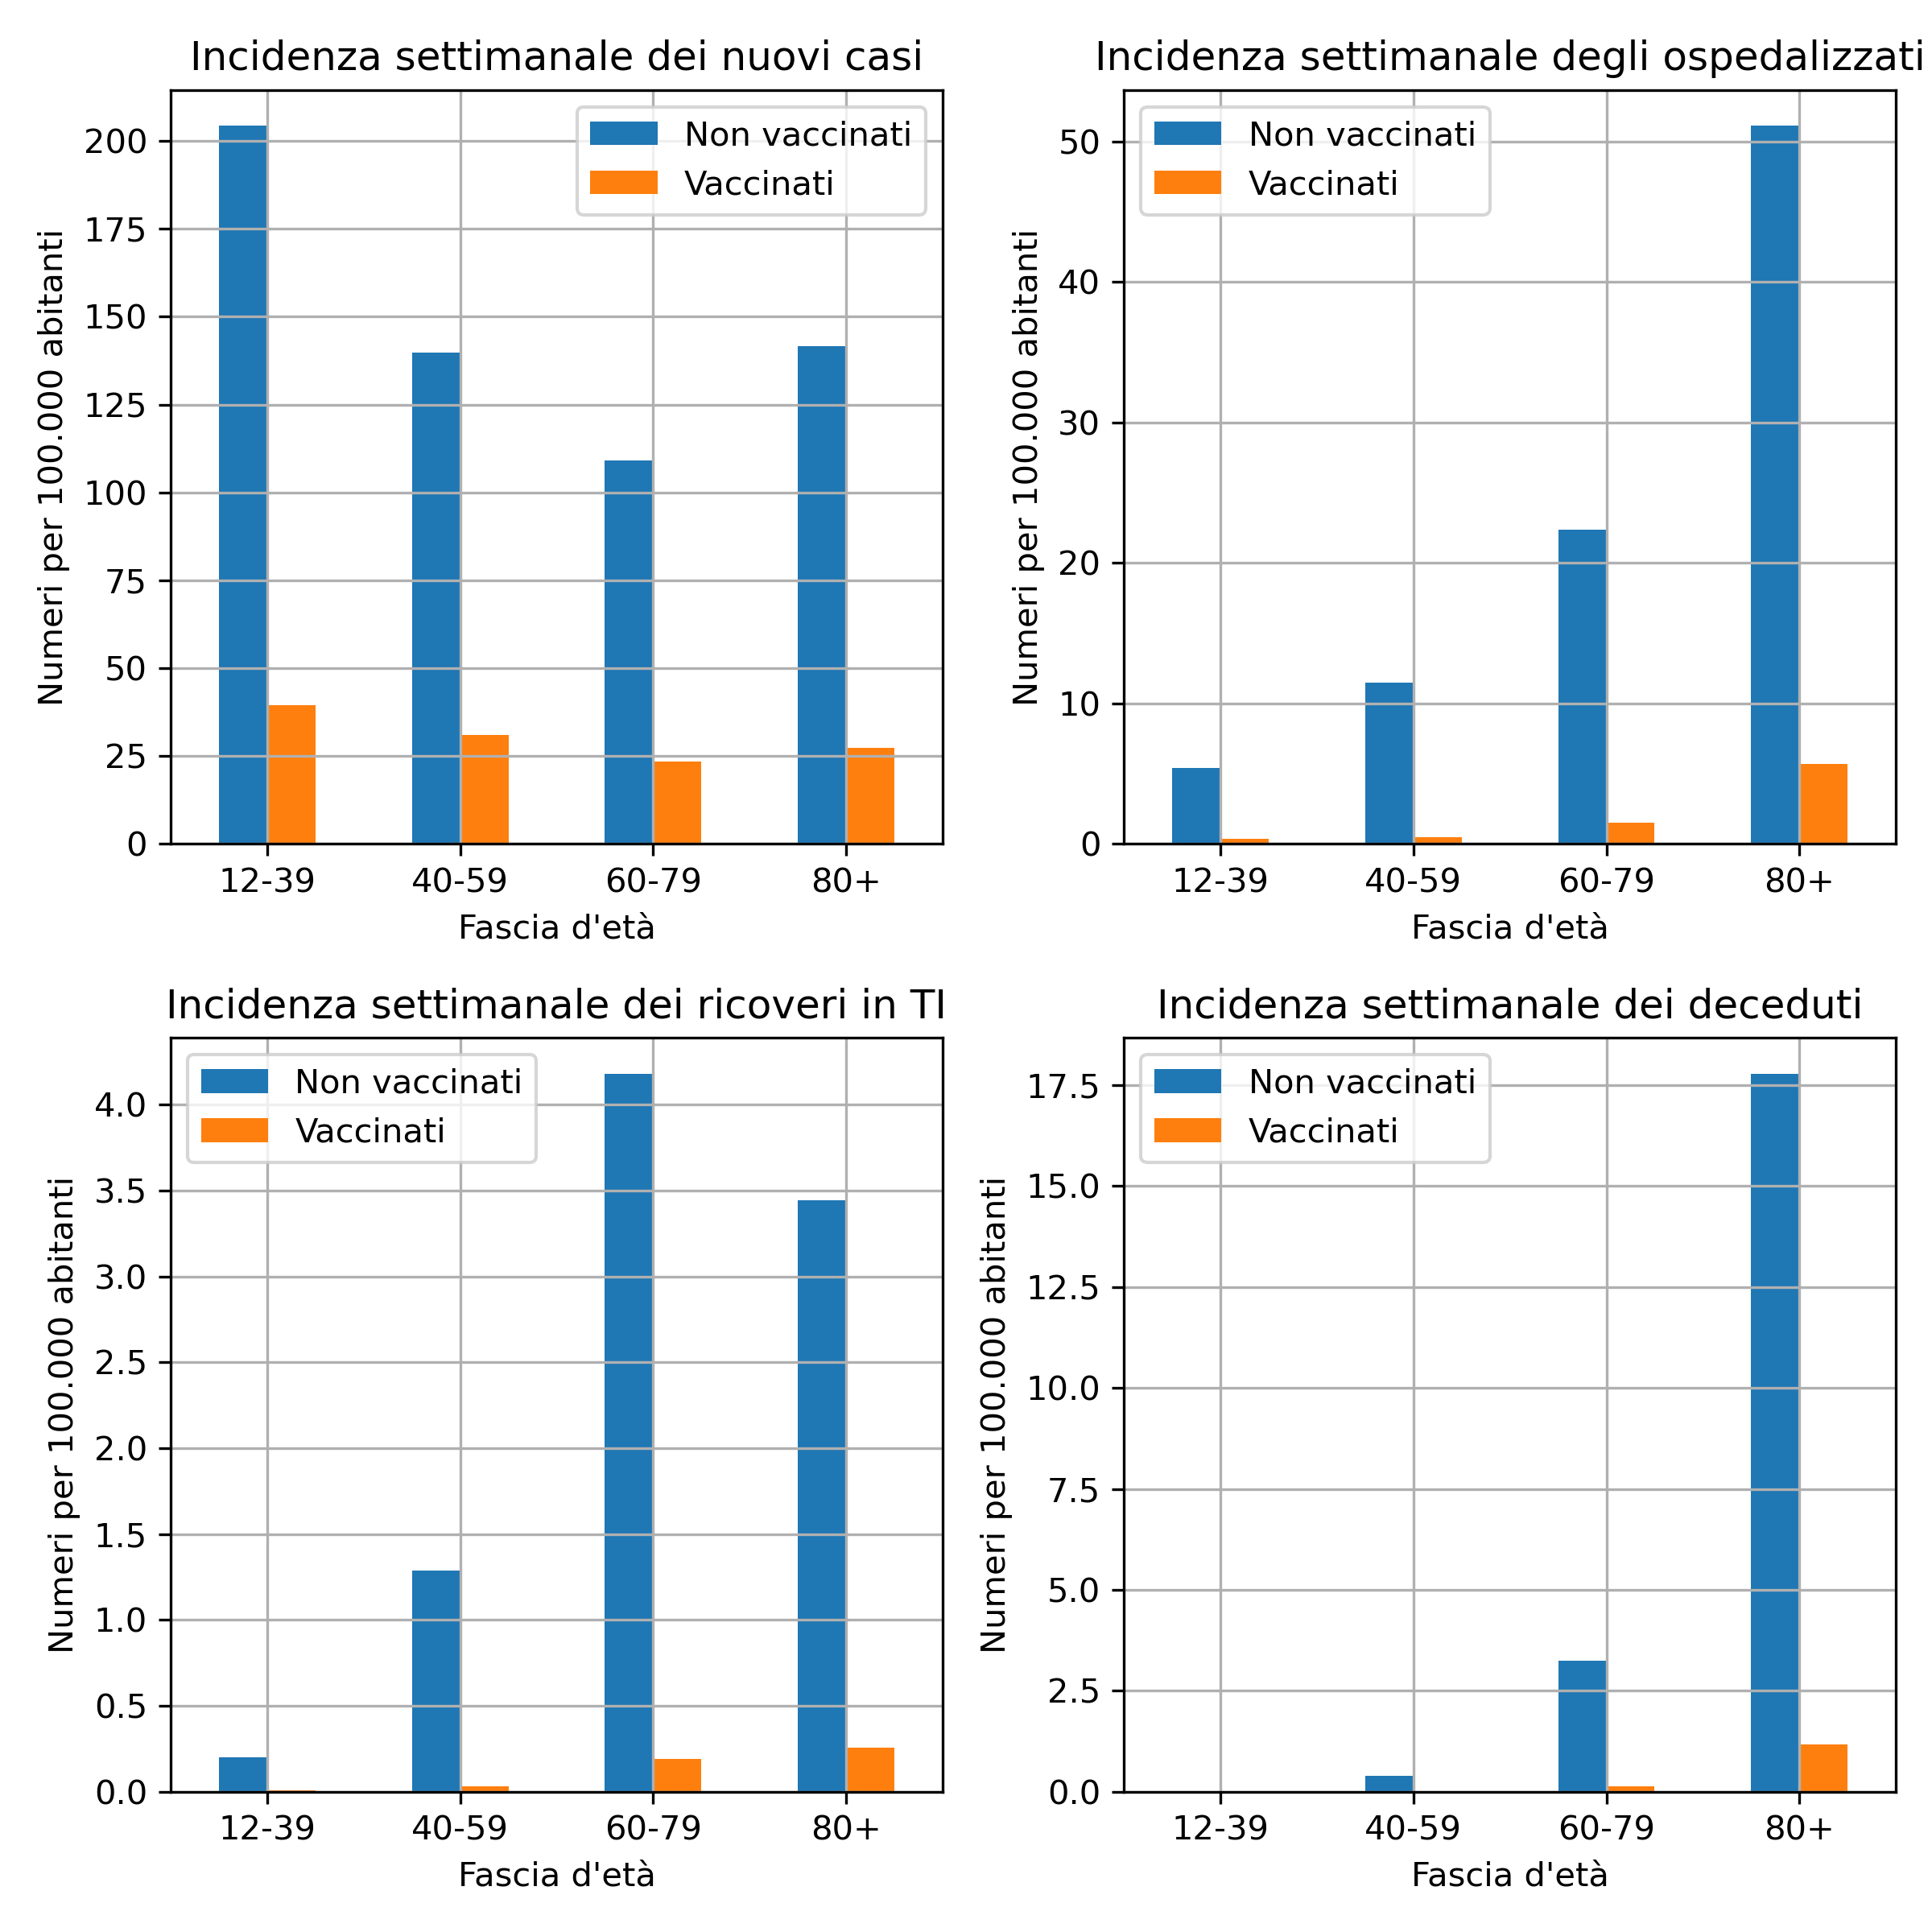 Incidenza settimanale dei nuovi casi
Numeri per 100.000 abitanti
200
175
150
125
100
75
50
25
0
Non vaccinati
Vaccinati
12-39 40-59 60-79 80+
Fascia d'età
Incidenza settimanale degli ospedalizzati
Numeri per 100.000 abitanti
50
40
30
20
10
0
Non vaccinati
Vaccinati
12-39 40-59 60-79 80+
Fascia d'età
Incidenza settimanale dei ricoveri in TI
Numeri per 100.000 abitanti
4.0
3.5
3.0
2.5
2.0
1.5
1.0
0.5
0.0
Non vaccinati
Vaccinati
12-39 40-59 60-79 80+
Fascia d'età
Incidenza settimanale dei deceduti
Numeri per 100.000 abitanti
17.5
15.0
12.5
10.0
7.5
5.0
2.5
0.0
Non vaccinati
Vaccinati
12-39 40-59 60-79 80+
Fascia d'età